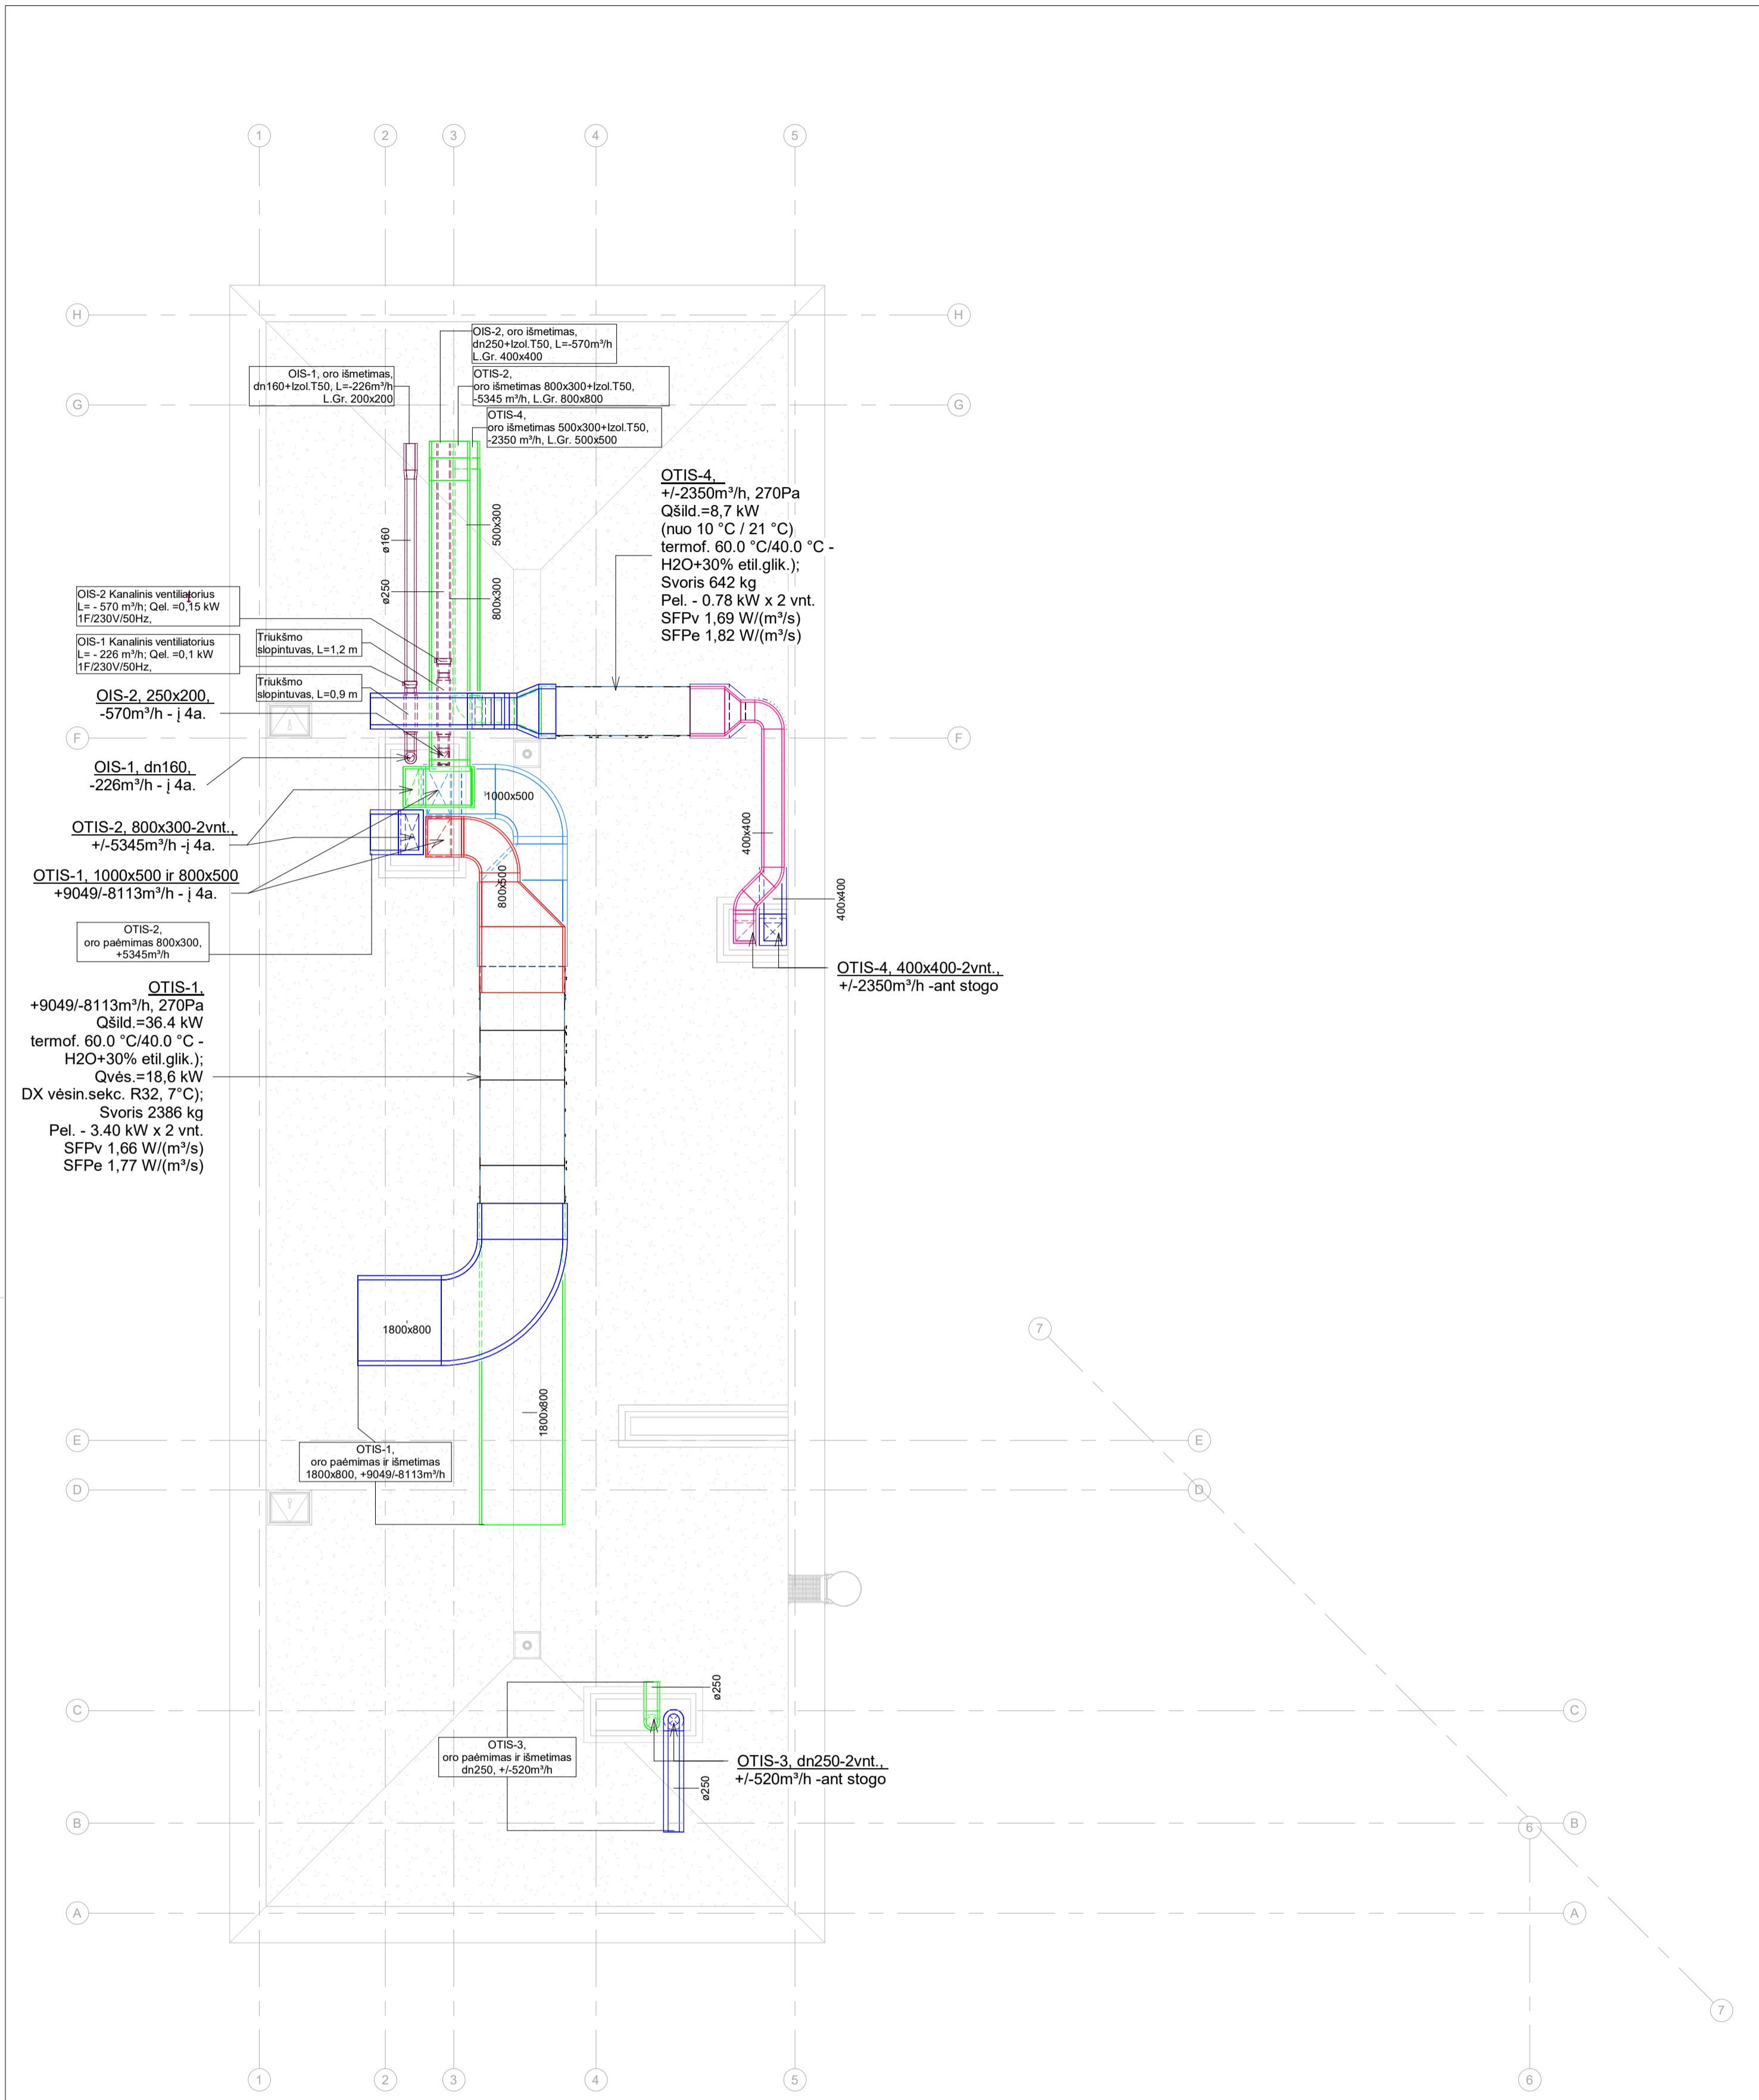 1
2
3
4
5
H
H
OIS-2, oro išmetimas,
dn250+Izol.T50, L=-570m³/h
L.Gr. 400x400
OIS-1, oro išmetimas,
dn160+Izol.T50, L=-226m³/h
L.Gr. 200x200
OTIS-2,
oro išmetimas 800x300+Izol.T50,
-5345 m³/h, L.Gr. 800x800
G
G
OTIS-4,
oro išmetimas 500x300+Izol.T50,
-2350 m³/h, L.Gr. 500x500
OTIS-4,
+/-2350m³/h, 270Pa
Qšild.=8,7 kW
(nuo 10 °C / 21 °C)
termof. 60.0 °C/40.0 °C -
H2O+30% etil.glik.);
Svoris 642 kg
Pel. - 0.78 kW x 2 vnt.
SFPv 1,69 W/(m³/s)
SFPe 1,82 W/(m³/s)
ø160
500x300
ø250
800x300
OIS-2 Kanalinis ventiliatorius
L= - 570 m³/h; Qel. =0,15 kW
1F/230V/50Hz,
OIS-1 Kanalinis ventiliatorius
L= - 226 m³/h; Qel. =0,1 kW
1F/230V/50Hz,
Triukšmo
slopintuvas, L=1,2 m
Triukšmo
slopintuvas, L=0,9 m
OIS-2, 250x200,
-570m³/h - į 4a.
F
F
OIS-1, dn160,
-226m³/h - į 4a.
1000x500
OTIS-2, 800x300-2vnt.,
+/-5345m³/h -į 4a.
400x400
OTIS-1, 1000x500 ir 800x500
+9049/-8113m³/h - į 4a.
800x500
400x400
OTIS-2,
oro paėmimas 800x300,
+5345m³/h
OTIS-4, 400x400-2vnt.,
+/-2350m³/h -ant stogo
OTIS-1,
+9049/-8113m³/h, 270Pa
Qšild.=36.4 kW
termof. 60.0 °C/40.0 °C -
H2O+30% etil.glik.);
Qvės.=18,6 kW
DX vėsin.sekc. R32, 7°C);
Svoris 2386 kg
Pel. - 3.40 kW x 2 vnt.
SFPv 1,66 W/(m³/s)
SFPe 1,77 W/(m³/s)
1800x800
7
1800x800
E
E
OTIS-1,
oro paėmimas ir išmetimas
1800x800, +9049/-8113m³/h
D
D
ø250
C
C
OTIS-3,
oro paėmimas ir išmetimas
dn250, +/-520m³/h
OTIS-3, dn250-2vnt.,
+/-520m³/h -ant stogo
ø250
B
B
6
A
A
7
1
2
3
4
5
6